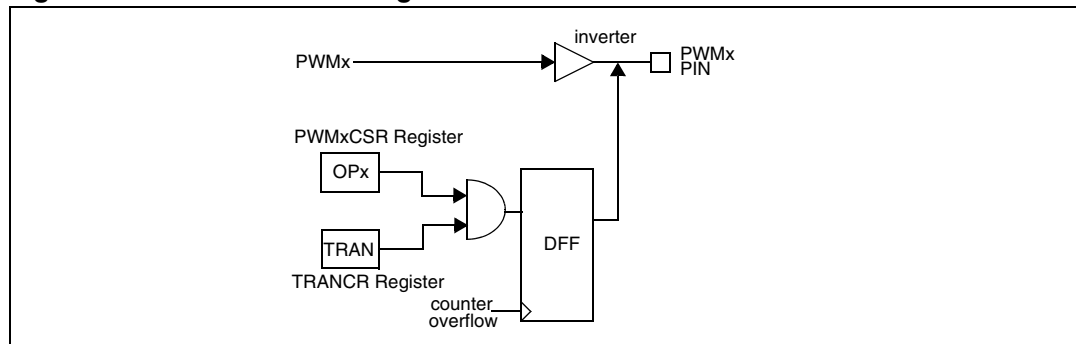 inverter
PWMx
PWMx
PIN
PWMxCSR Register
OPx
TRAN
DFF
TRANCR Register
counter
overflow